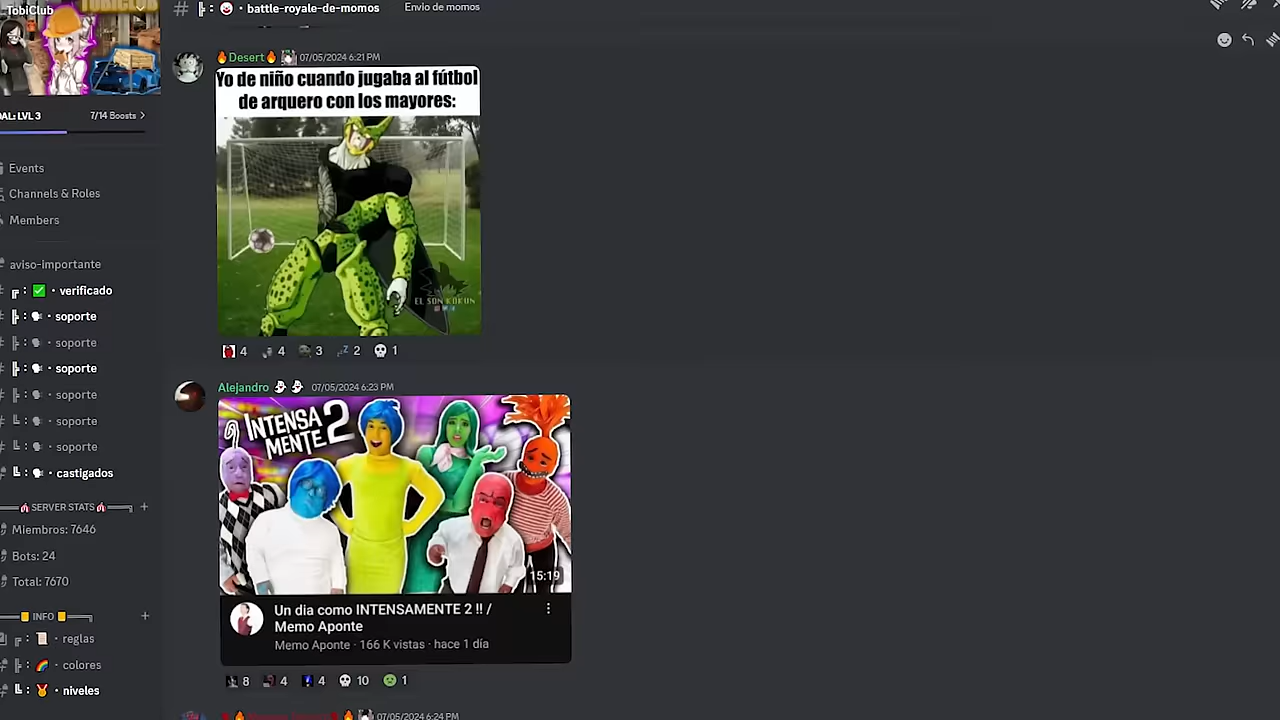 TobiClub
battle-royale-de-momos
Envio de momos
🔥Desert🔥 07/05/2024 6:21 PM
Yo de niño cuando jugaba al fútbol
de arquero con los mayores:
EL SON KOKUN
4 4 3 2 1
AL: LVL 3
7/14 Boosts >
Events
Channels & Roles
Members
aviso-importante
verificado
soporte
soporte
soporte
soporte
soporte
soporte
castigados
SERVER STATS
Miembros: 7646
Bots: 24
Total: 7670
INFO
reglas
colores
niveles
Alejandro 07/05/2024 6:23 PM
INTENSA
MENTE 2
15:19
Un dia como INTENSAMENTE 2 !! /
Memo Aponte
Memo Aponte · 166 K vistas · hace 1 día
8 4 4 10 1
07/05/2024 6:24 PM